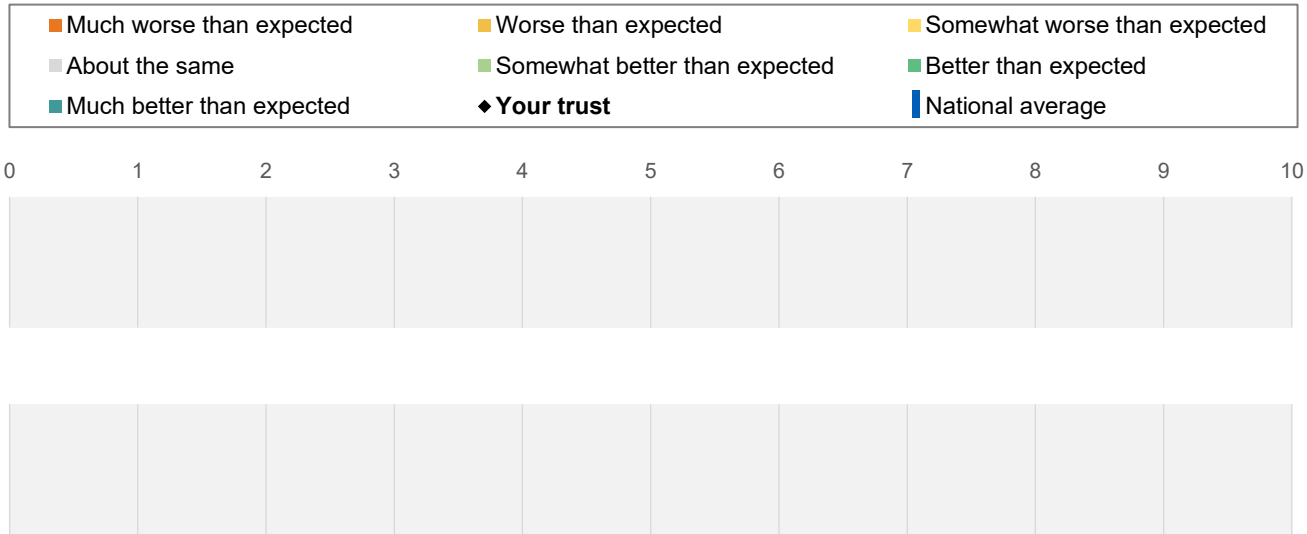 Much worse than expected Worse than expected Somewhat worse than expected
About the same Somewhat better than expected Better than expected
Much better than expected Your trust National average
0 1 2 3 4 5 6 7 8 9 10